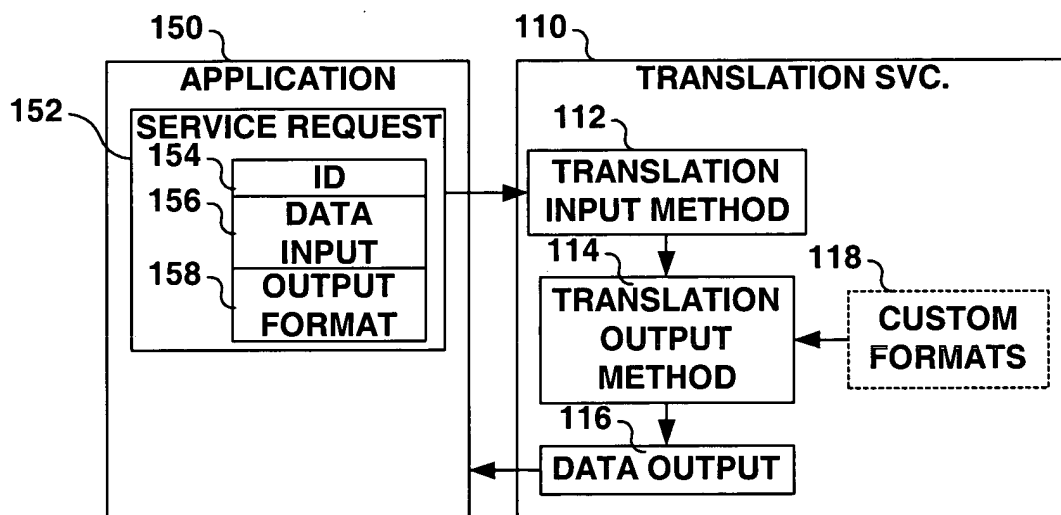 150
APPLICATION
152
SERVICE REQUEST
154
ID
156
DATA
INPUT
158
OUTPUT
FORMAT
110
TRANSLATION SVC.
112
TRANSLATION
INPUT METHOD
114
TRANSLATION
OUTPUT
METHOD
118
CUSTOM
FORMATS
116
DATA OUTPUT